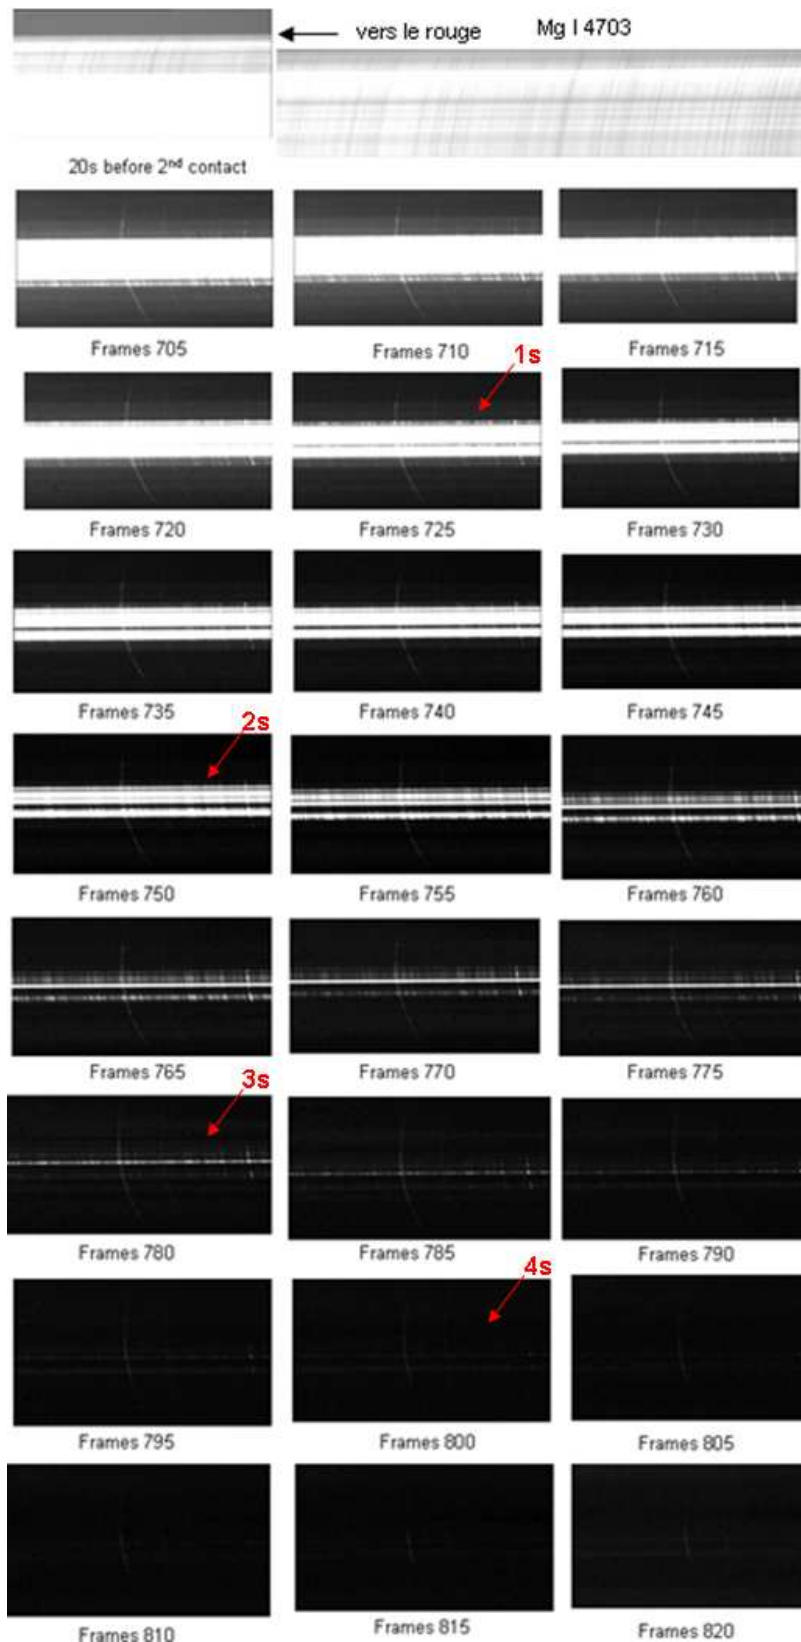 vers le rouge
Mg I 4703
20s before 2nd contact
Frames 705
Frames 710
Frames 715
1s
Frames 720
Frames 725
Frames 730
Frames 735
Frames 740
Frames 745
2s
Frames 750
Frames 755
Frames 760
Frames 765
Frames 770
Frames 775
3s
Frames 780
Frames 785
Frames 790
4s
Frames 795
Frames 800
Frames 805
Frames 810
Frames 815
Frames 820